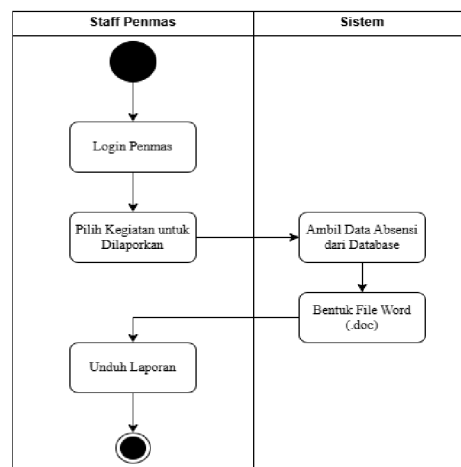 Staff Penmas
Sistem
Login Penmas
Pilih Kegiatan untuk
Dilaporkan
Ambil Data Absensi
dari Database
Bentuk File Word
(.doc)
Unduh Laporan